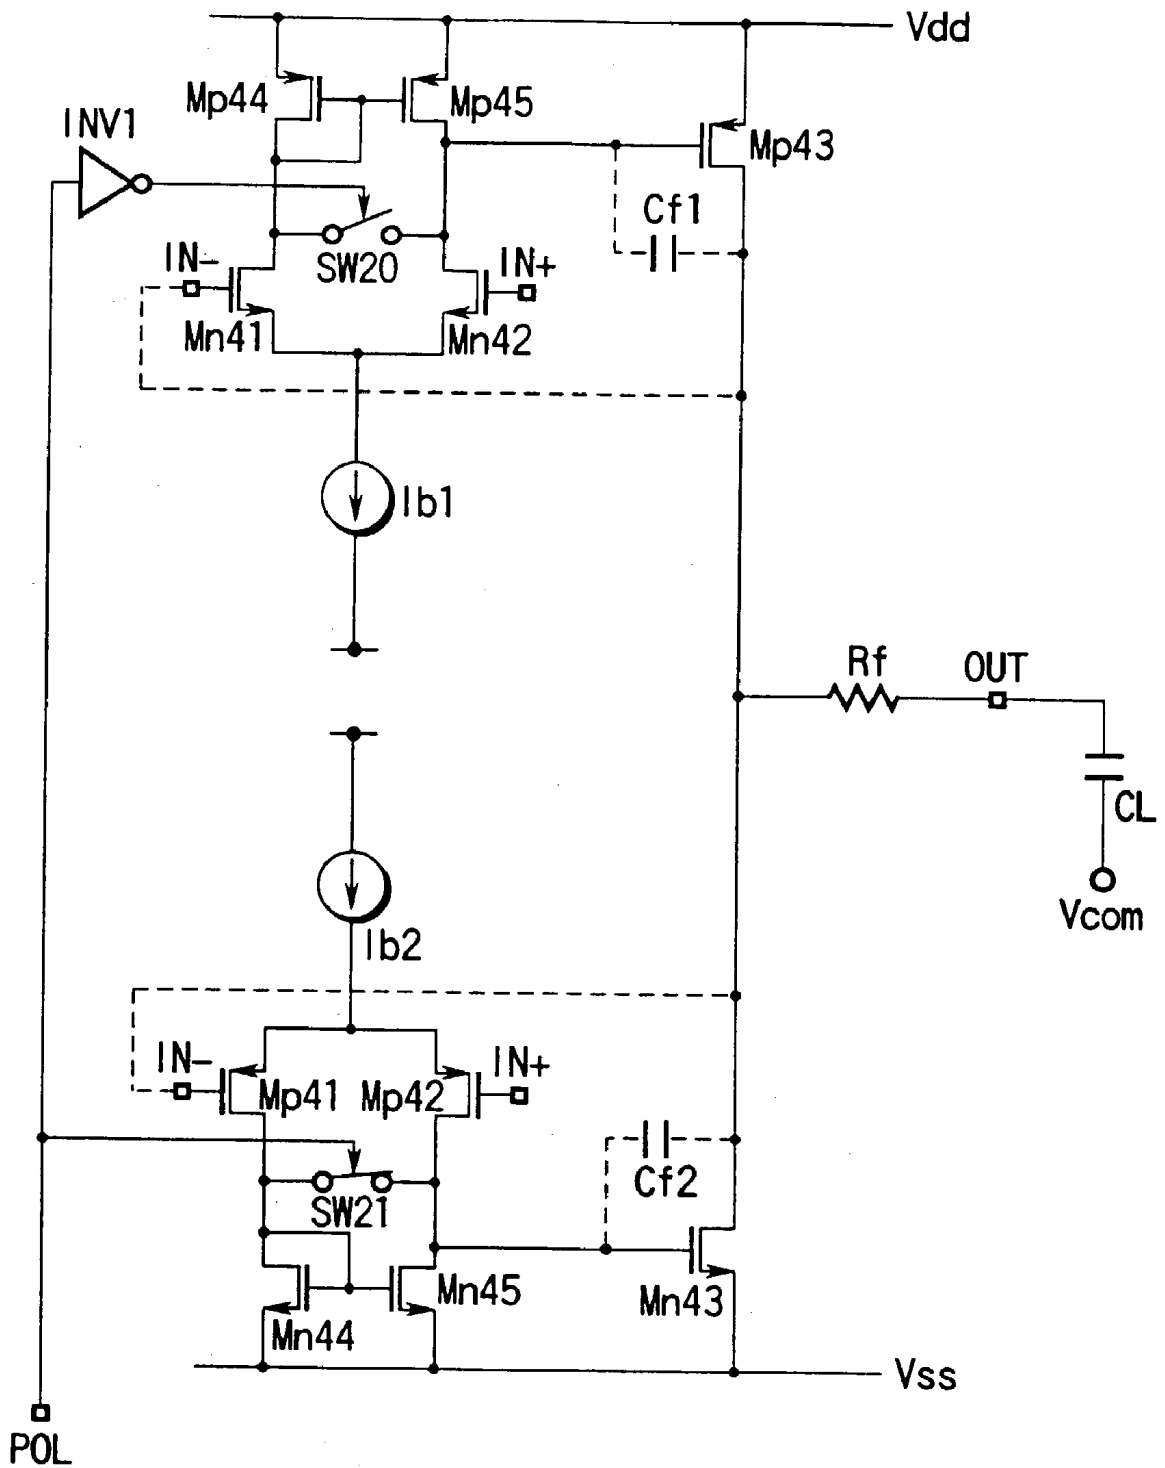 Vdd
Mp44
Mp45
INV1
Mp43
Cf1
IN-
SW20
IN+
Mn41
Mn42
Ib1
Rf
OUT
CL
Vcom
Ib2
IN-
IN+
Mp41
Mp42
Cf2
SW21
Mn45
Mn43
Mn44
Vss
POL